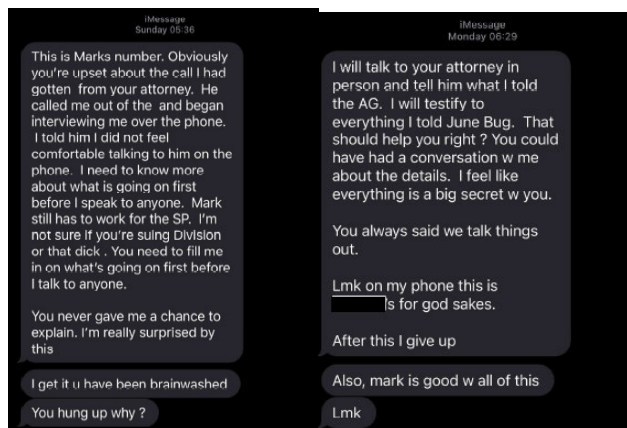 iMessage
Sunday 05:36
This is Marks number. Obviously
you're upset about the call I had
gotten from your attorney. He
called me out of the and began
interviewing me over the phone.
I told him I did not feel
comfortable talking to him on the
phone. I need to know more
about what is going on first
before I speak to anyone. Mark
still has to work for the SP. I'm
not sure if you're suing Division
or that dick . You need to fill me
in on what's going on first before
I talk to anyone.
You never gave me a chance to
explain. I'm really surprised by
this
I get it u have been brainwashed
You hung up why ?
iMessage
Monday 06:29
I will talk to your attorney in
person and tell him what I told
the AG. I will testify to
everything I told June Bug. That
should help you right ? You could
have had a conversation w me
about the details. I feel like
everything is a big secret w you.
You always said we talk things
out.
Lmk on my phone this is
's for god sakes.
After this I give up
Also, mark is good w all of this
Lmk